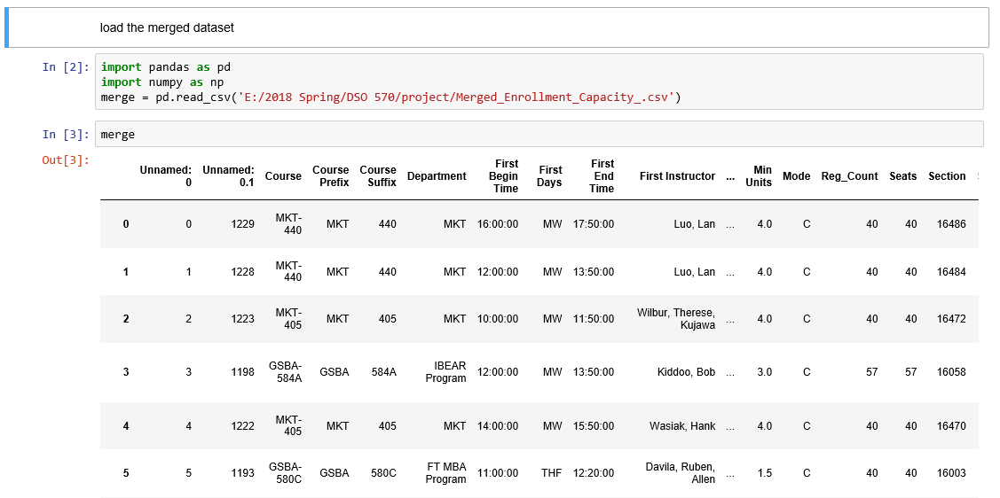 load the merged dataset
In [2]: import pandas as pd
import numpy as np
merge = pd.read_csv('E:/2018 Spring/DSO 570/project/Merged_Enrollment_Capacity_.csv')
In [3]: merge
Out[3]:
Unnamed: 0 Unnamed: 0.1 Course Course Prefix Course Suffix Department First Begin Time First Days First End Time First Instructor ... Min Units Mode Reg_Count Seats Section
0 0 1229 MKT-440 MKT 440 MKT 16:00:00 MW 17:50:00 Luo, Lan ... 4.0 C 40 40 16486
1 1 1228 MKT-440 MKT 440 MKT 12:00:00 MW 13:50:00 Luo, Lan ... 4.0 C 40 40 16484
2 2 1223 MKT-405 MKT 405 MKT 10:00:00 MW 11:50:00 Wilbur, Therese, Kujawa ... 4.0 C 40 40 16472
3 3 1198 GSBA-584A GSBA 584A IBEAR Program 12:00:00 MW 13:50:00 Kiddoo, Bob ... 3.0 C 57 57 16058
4 4 1222 MKT-405 MKT 405 MKT 14:00:00 MW 15:50:00 Wasiak, Hank ... 4.0 C 40 40 16470
5 5 1193 GSBA-580C GSBA 580C FT MBA Program 11:00:00 THF 12:20:00 Davila, Ruben, Allen ... 1.5 C 40 40 16003